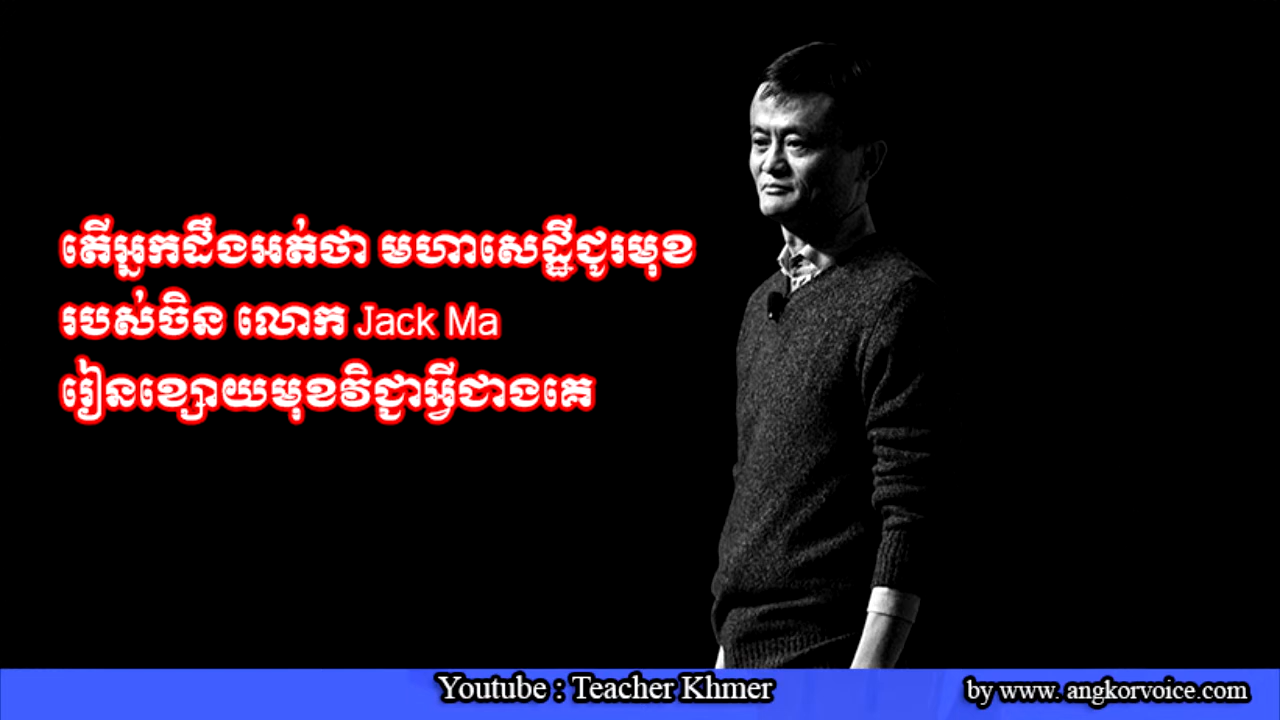 តើអ្នកដឹងអត់ថា មហាសេដ្ឋីជូរមុខ
របស់ចិន លោក Jack Ma
រៀនខ្សោយមុខវិជ្ជាអ្វីជាងគេ
Youtube : Teacher Khmer
by www. angkorvoice.com